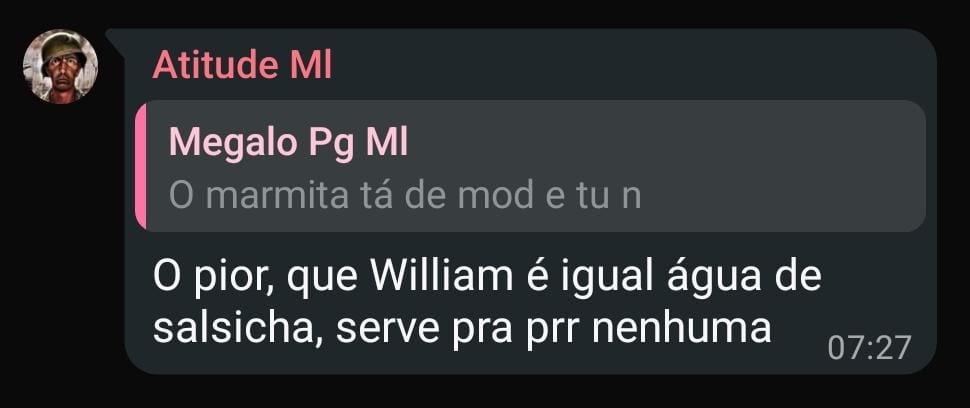 Atitude Ml
Megalo Pg Ml
O marmita tá de mod e tu n
O pior, que William é igual água de
salsicha, serve pra prr nenhuma
07:27